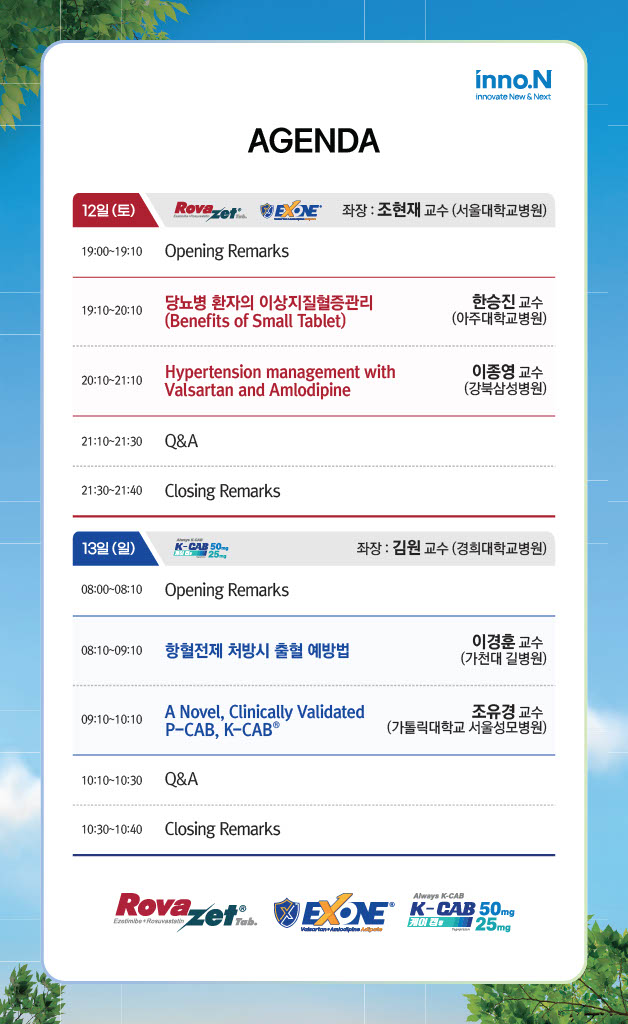 inno.N
innovate New & Next
AGENDA
12일 (토) Rovazet® Tab. Ezetimibe+Rosuvastatin EXONE® 좌장 : 조현재 교수 (서울대학교병원)
19:00~19:10 Opening Remarks
19:10~20:10 당뇨병 환자의 이상지질혈증관리 한승진 교수
(Benefits of Small Tablet) (아주대학교병원)
20:10~21:10 Hypertension management with 이종영 교수
Valsartan and Amlodipine (강북삼성병원)
21:10~21:30 Q&A
21:30~21:40 Closing Remarks
13일 (일) Always K-CAB K-CAB 50mg 25mg 좌장 : 김원 교수 (경희대학교병원)
08:00~08:10 Opening Remarks
08:10~09:10 항혈전제 처방시 출혈 예방법 이경훈 교수
(가천대 길병원)
09:10~10:10 A Novel, Clinically Validated 조유경 교수
P-CAB, K-CAB® (가톨릭대학교 서울성모병원)
10:10~10:30 Q&A
10:30~10:40 Closing Remarks
Rovazet® Tab.
Ezetimibe+Rosuvastatin
EXONE®
Valsartan+Amlodipine Adipate
Always K-CAB
K-CAB 50mg
케이캡정 25mg